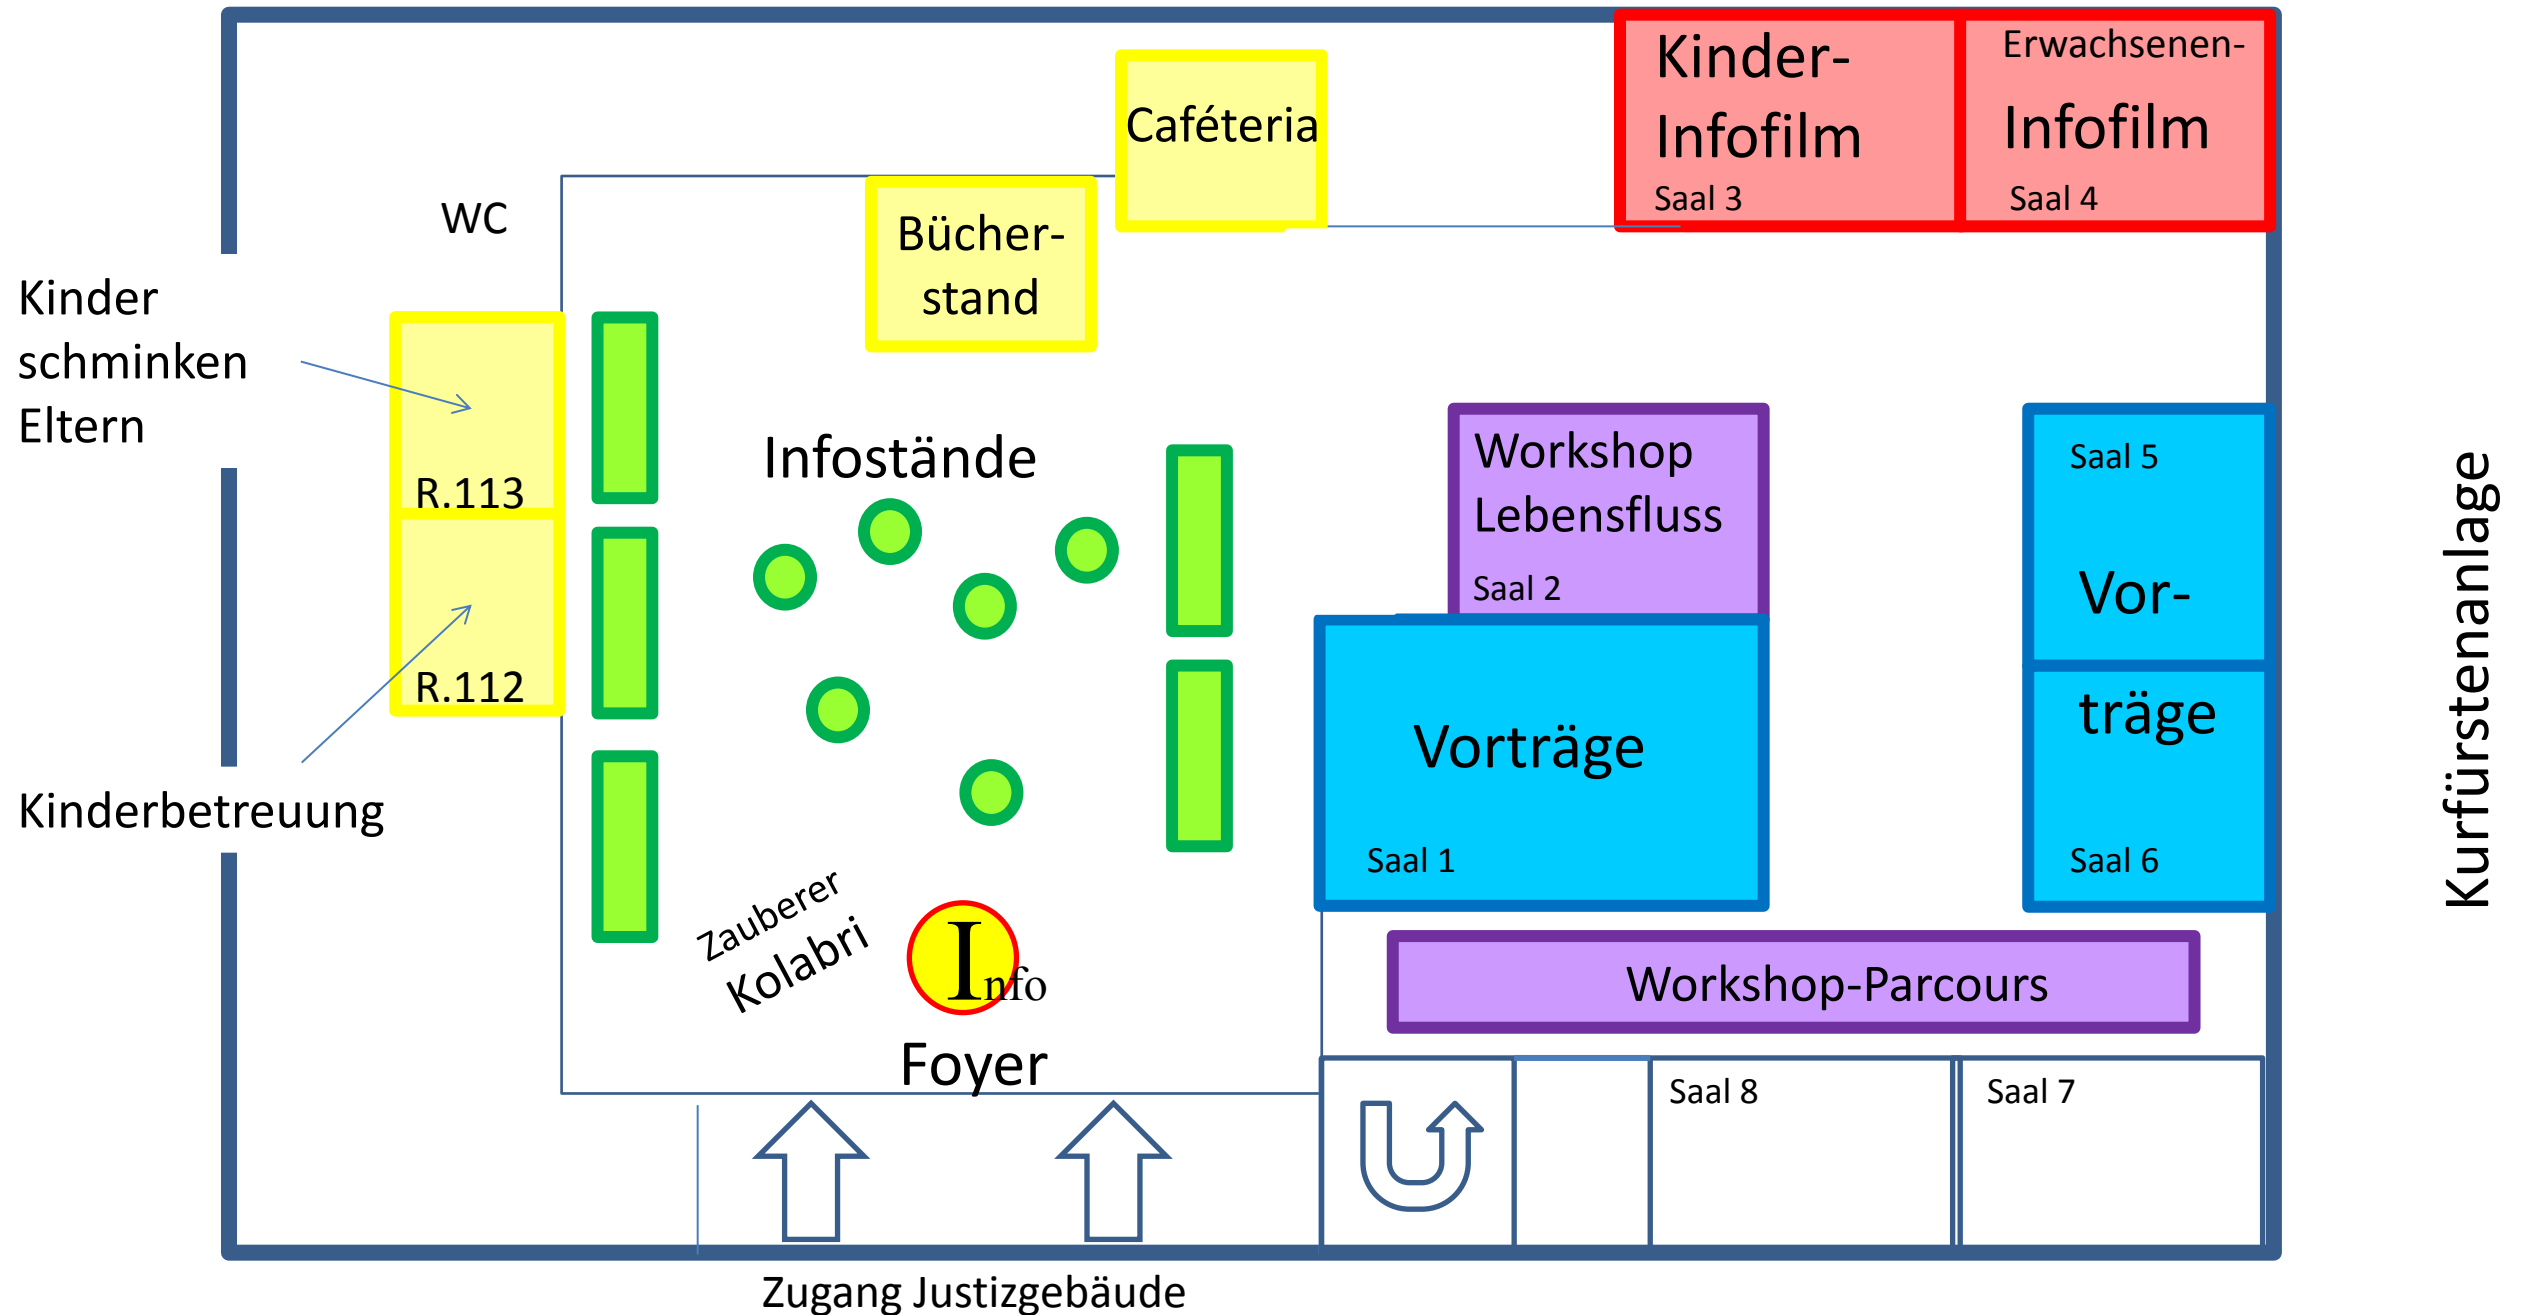 Kinder-
Infofilm
Saal 3
Erwachsenen-
Infofilm
Saal 4
Caféteria
WC
Bücher-
stand
Kinder
schminken
Eltern
R.113
R.112
Kinderbetreuung
Infostände
Workshop
Lebensfluss
Saal 2
Vorträge
Saal 1
Saal 5
Vor-
träge
Saal 6
Kurfürstenanlage
Zauberer
Kolabri
Info
Foyer
Workshop-Parcours
Saal 8
Saal 7
Zugang Justizgebäude